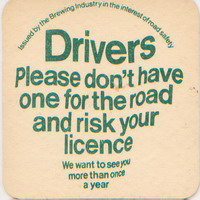 Issued by the Brewing Industry in the interest of road safety
Drivers
Please don't have
one for the road
and risk your
licence
We want to see you
more than once
a year